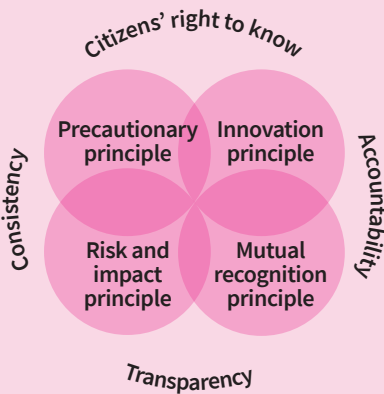 Citizens’ right to know
Precautionary
principle
Innovation
principle
Consistency
Accountability
Risk and
impact
principle
Mutual
recognition
principle
Transparency